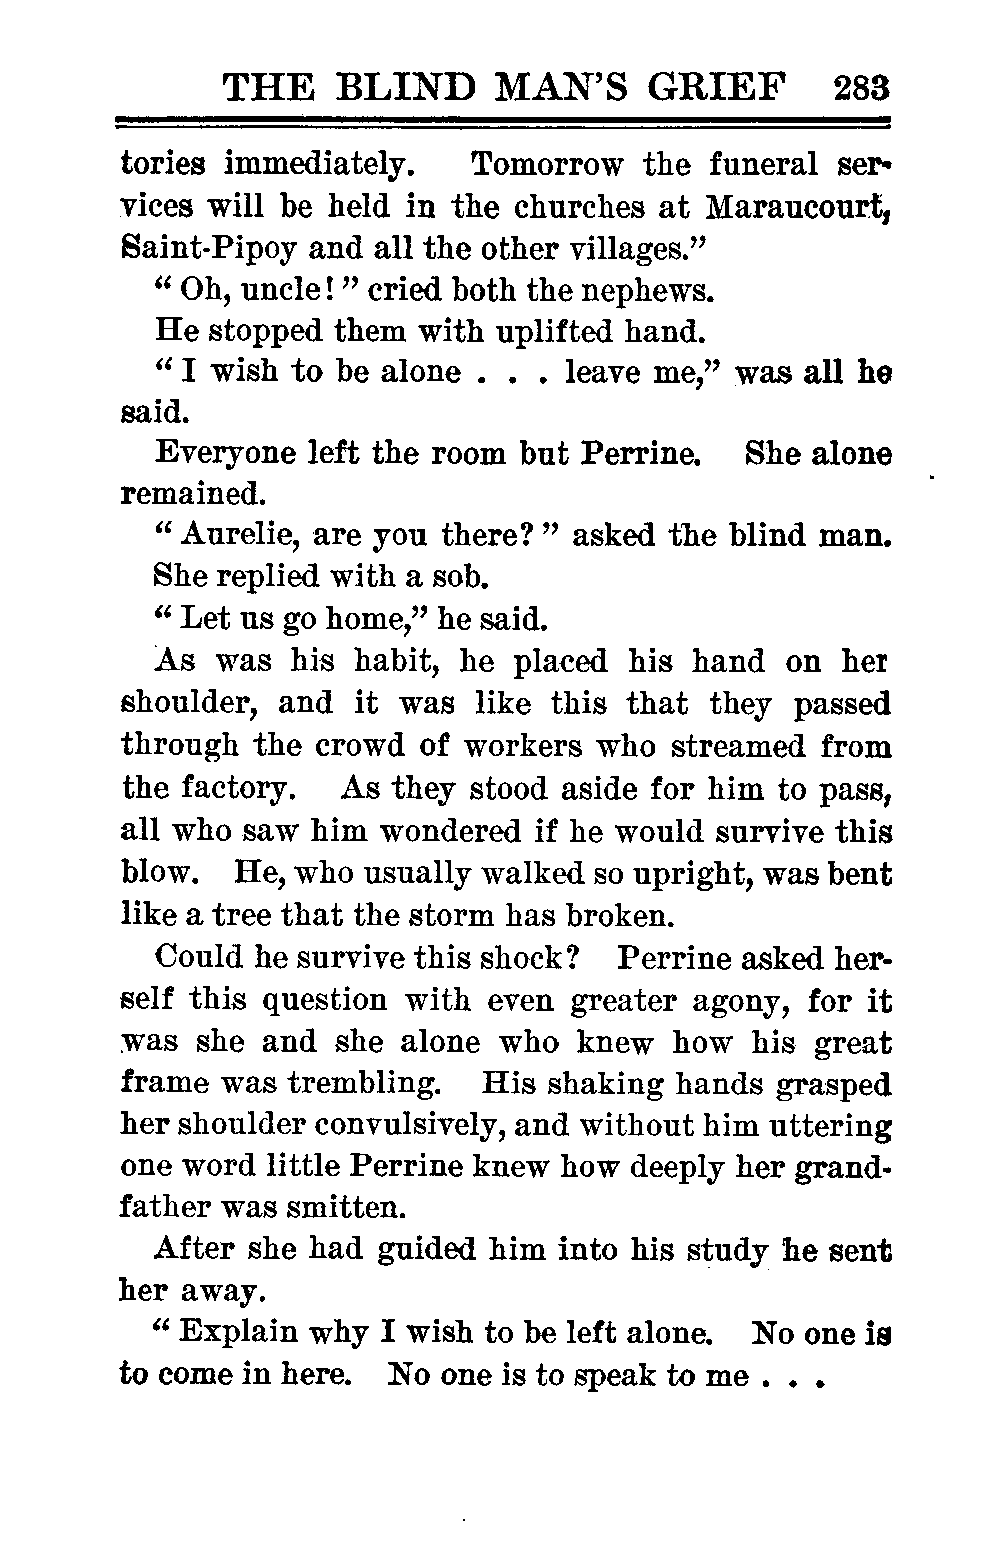 THE BLIND MAN'S GRIEF 283
tories immediately. Tomorrow the funeral ser-
vices will be held in the churches at Maraucourt,
Saint-Pipoy and all the other villages."
" Oh, uncle! " cried both the nephews.
He stopped them with uplifted hand.
" I wish to be alone . . . leave me," was all he
said.
Everyone left the room but Perrine. She alone
remained.
" Aurelie, are you there? " asked the blind man.
She replied with a sob.
" Let us go home," he said.
As was his habit, he placed his hand on her
shoulder, and it was like this that they passed
through the crowd of workers who streamed from
the factory. As they stood aside for him to pass,
all who saw him wondered if he would survive this
blow. He, who usually walked so upright, was bent
like a tree that the storm has broken.
Could he survive this shock? Perrine asked her-
self this question with even greater agony, for it
was she and she alone who knew how his great
frame was trembling. His shaking hands grasped
her shoulder convulsively, and without him uttering
one word little Perrine knew how deeply her grand-
father was smitten.
After she had guided him into his study he sent
her away.
" Explain why I wish to be left alone. No one is
to come in here. No one is to speak to me . . .